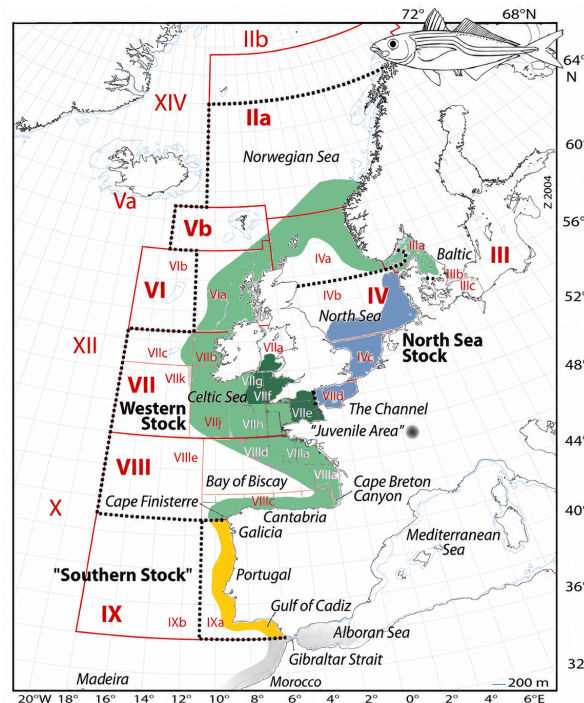 72°
68°N
IIb
64°
N
XIV
IIa
60°
Norwegian Sea
Va
Z 2004
56°
Vb
IIIa
Baltic
III
IVa
VIb
IIIb
IIIc
VI
VIa
IVb
IV
52°
North Sea
XII
VIIa
North Sea
Stock
VIIc
VIIb
IVc
48°
VIIk
VIIg
VII
Celtic Sea
VIIf
VIId
Western
Stock
VIIe
The Channel
VIIj
VIIh
"Juvenile Area"
44°
VIIId
VIIIa
VIII
VIIIe
VIIIa
Bay of Biscay
Cape Breton
Canyon
X
Cape Finisterre
VIIIc
40°
Cantabria
Galicia
Mediterranean
Sea
"Southern Stock"
Portugal
36°
Gulf of Cadiz
IX
IXb
IXa
Alboran Sea
Gibraltar Strait
32°
Madeira
Morocco
200 m
20°W
18°
16°
14°
12°
10°
8°
6°
4°
2°
0°
2°
4°
6°